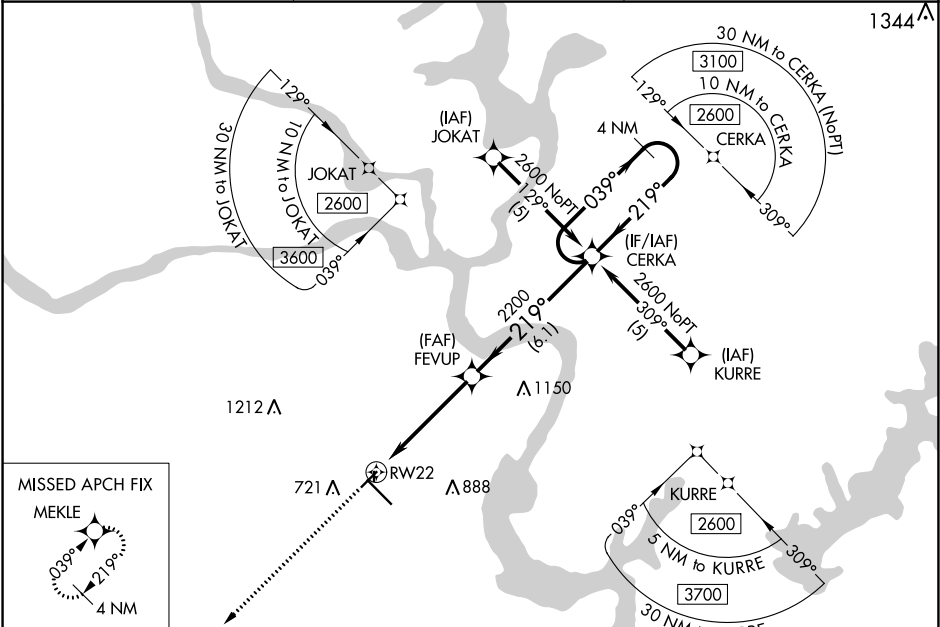 1344
30 NM to CERKA (NoPT)
3100
10 NM to CERKA
2600
129°
CERKA
309°
129°
30 NM to JOKAT
10 NM to JOKAT
JOKAT
2600
3600
039°
(IAF)
JOKAT
2600 NoPT
129°
(5)
4 NM
039°
219°
(IF/IAF)
CERKA
2600 NoPT
309°
(5)
(IAF)
KURRE
2200
219°
(6.1)
(FAF)
FEVUP
1150
1212
RW22
721
888
MISSED APCH FIX
MEKLE
039°
219°
4 NM
KURRE
2600
039°
309°
5 NM to KURRE
3700
30 NM